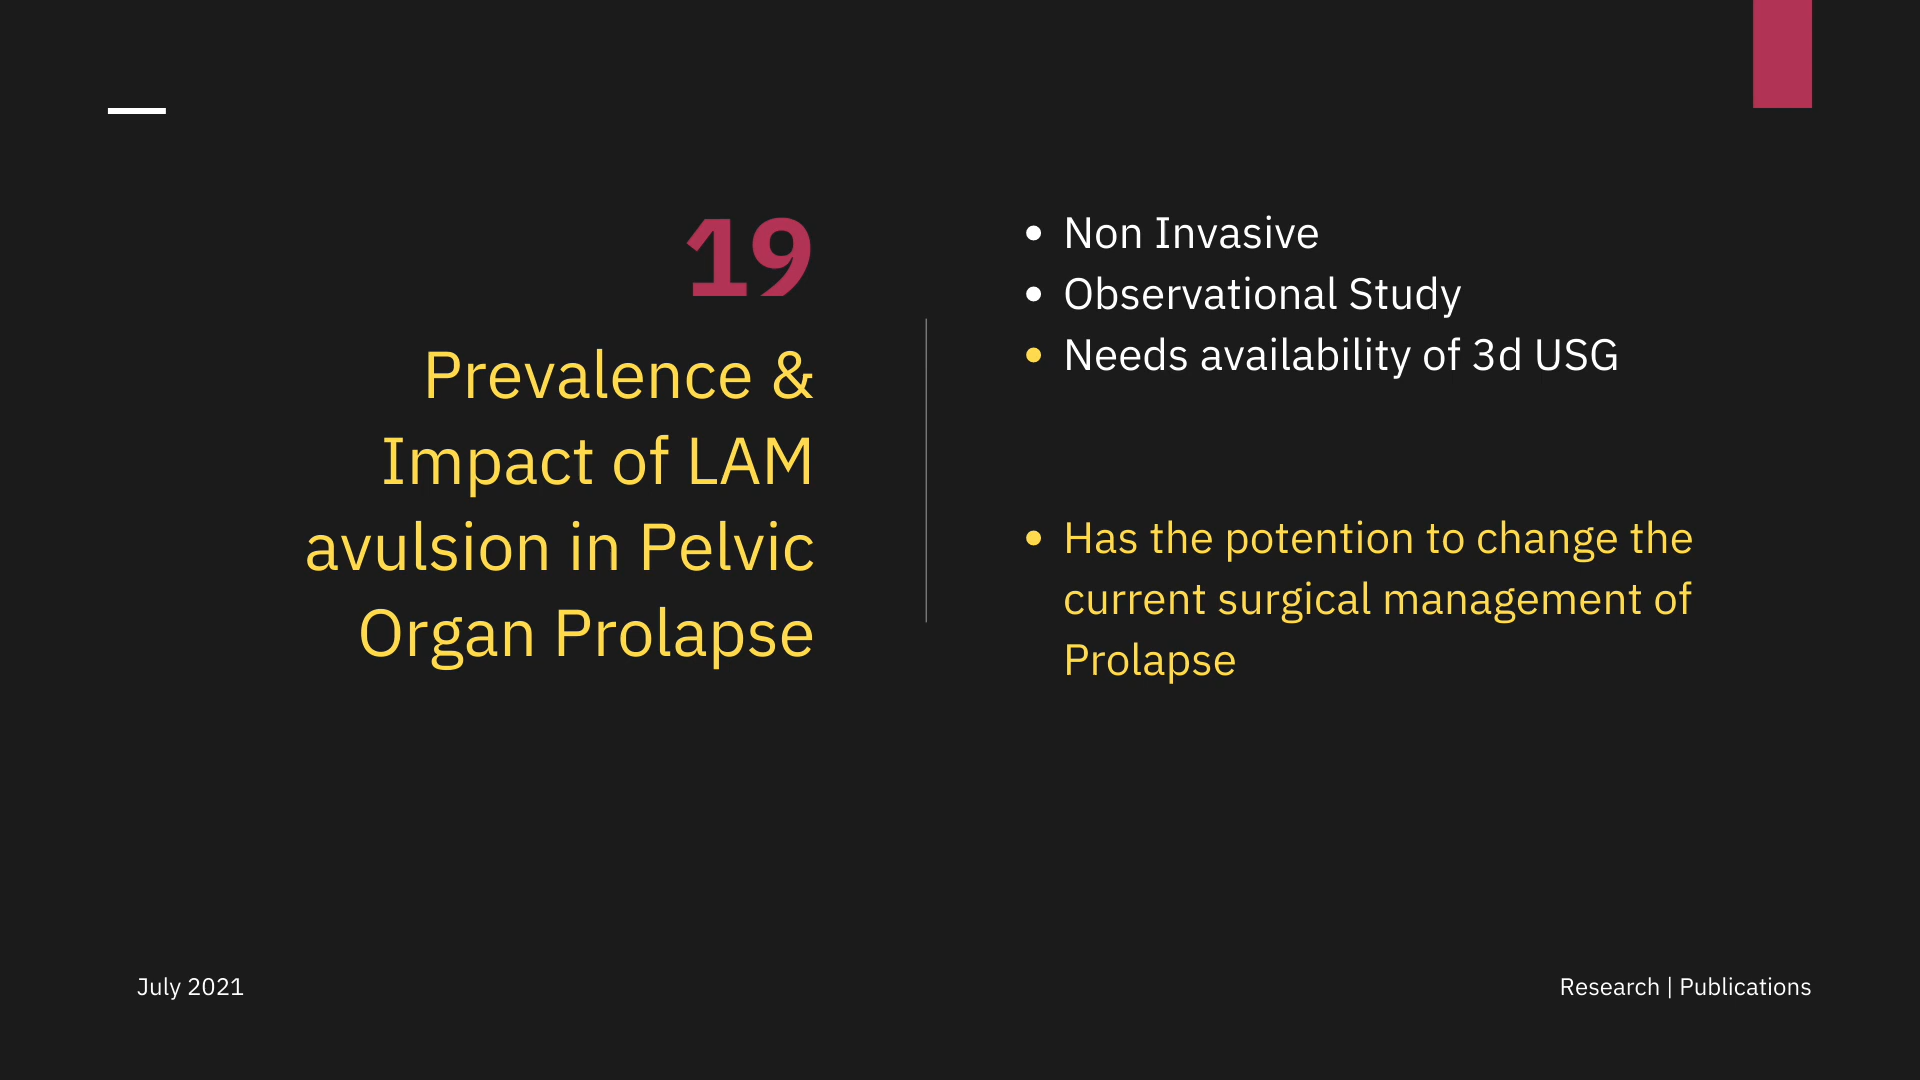 19
Prevalence &
Impact of LAM
avulsion in Pelvic
Organ Prolapse
• Non Invasive
• Observational Study
• Needs availability of 3d USG
• Has the potention to change the
current surgical management of
Prolapse
July 2021
Research | Publications